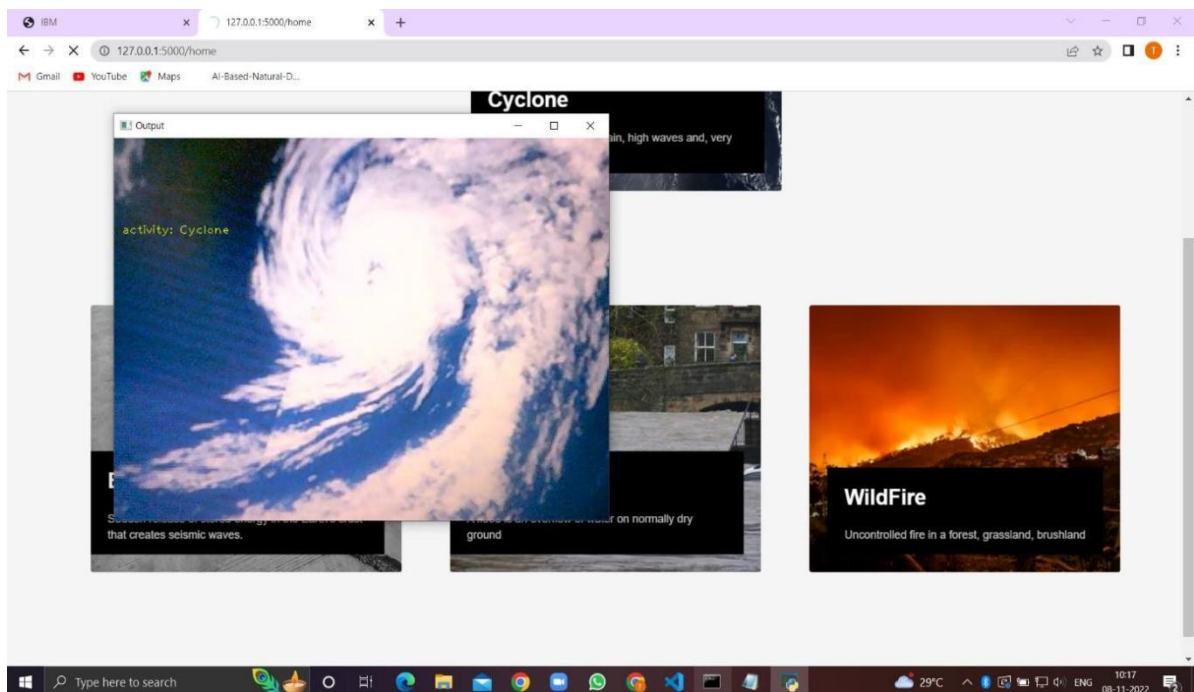 IBM
127.0.0.1:5000/home
127.0.0.1:5000/home
Gmail YouTube Maps AI-Based-Natural-D...
Cyclone
Output
in, high waves and, very
activity: Cyclone
that creates seismic waves.
on normally dry
ground
WildFire
Uncontrolled fire in a forest, grassland, brushland
Type here to search
29°C ENG
10:17
08-11-2022
2